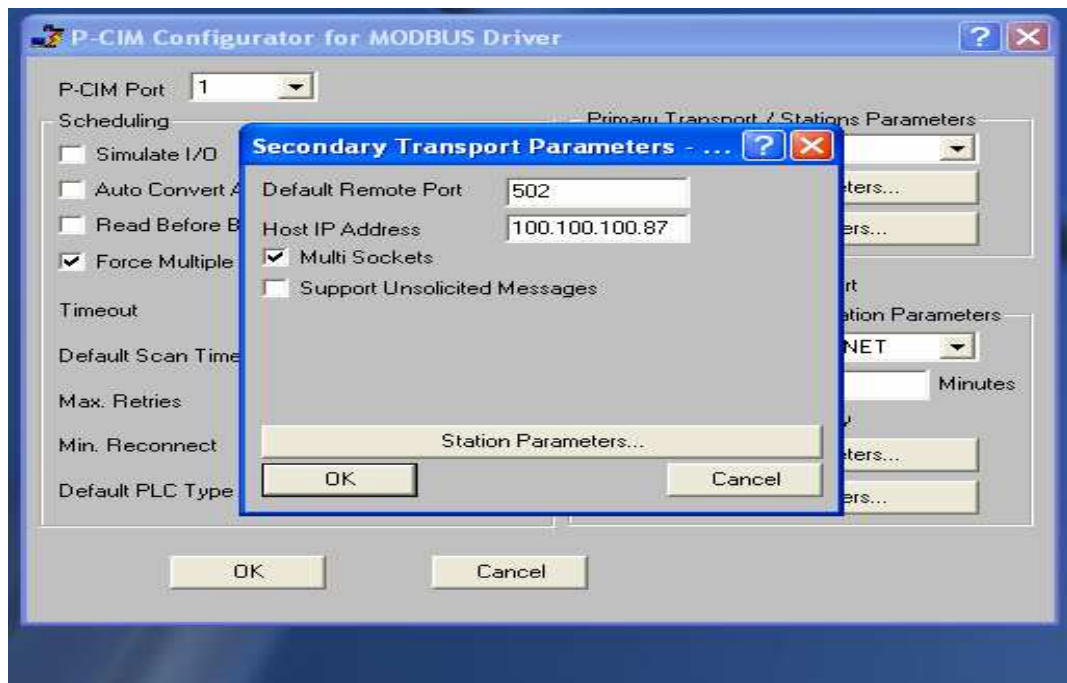 P-CIM Configurator for MODBUS Driver
P-CIM Port 1
Scheduling
Primary Transport / Stations Parameters
Simulate I/O
Auto Convert
Read Before
Force Multiple
Timeout
Default Scan Time
Max. Retries
Min. Reconnect
Default PLC Type
Secondary Transport Parameters - ...
Default Remote Port 502
Host IP Address 100.100.100.87
Multi Sockets
Support Unsolicited Messages
Station Parameters...
OK Cancel
ters...
ers...
rt
ation Parameters
NET
Minutes
ters...
ers...
OK Cancel